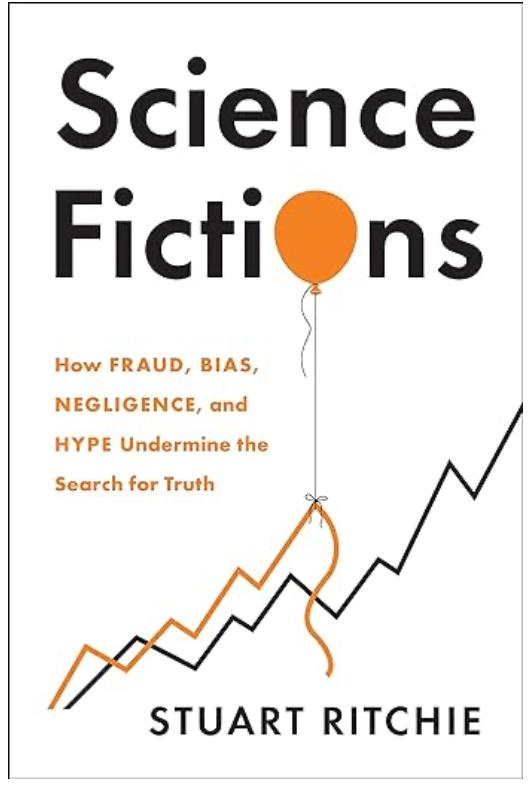 Science
Fictions
How FRAUD, BIAS,
NEGLIGENCE, and
HYPE Undermine the
Search for Truth
STUART RITCHIE